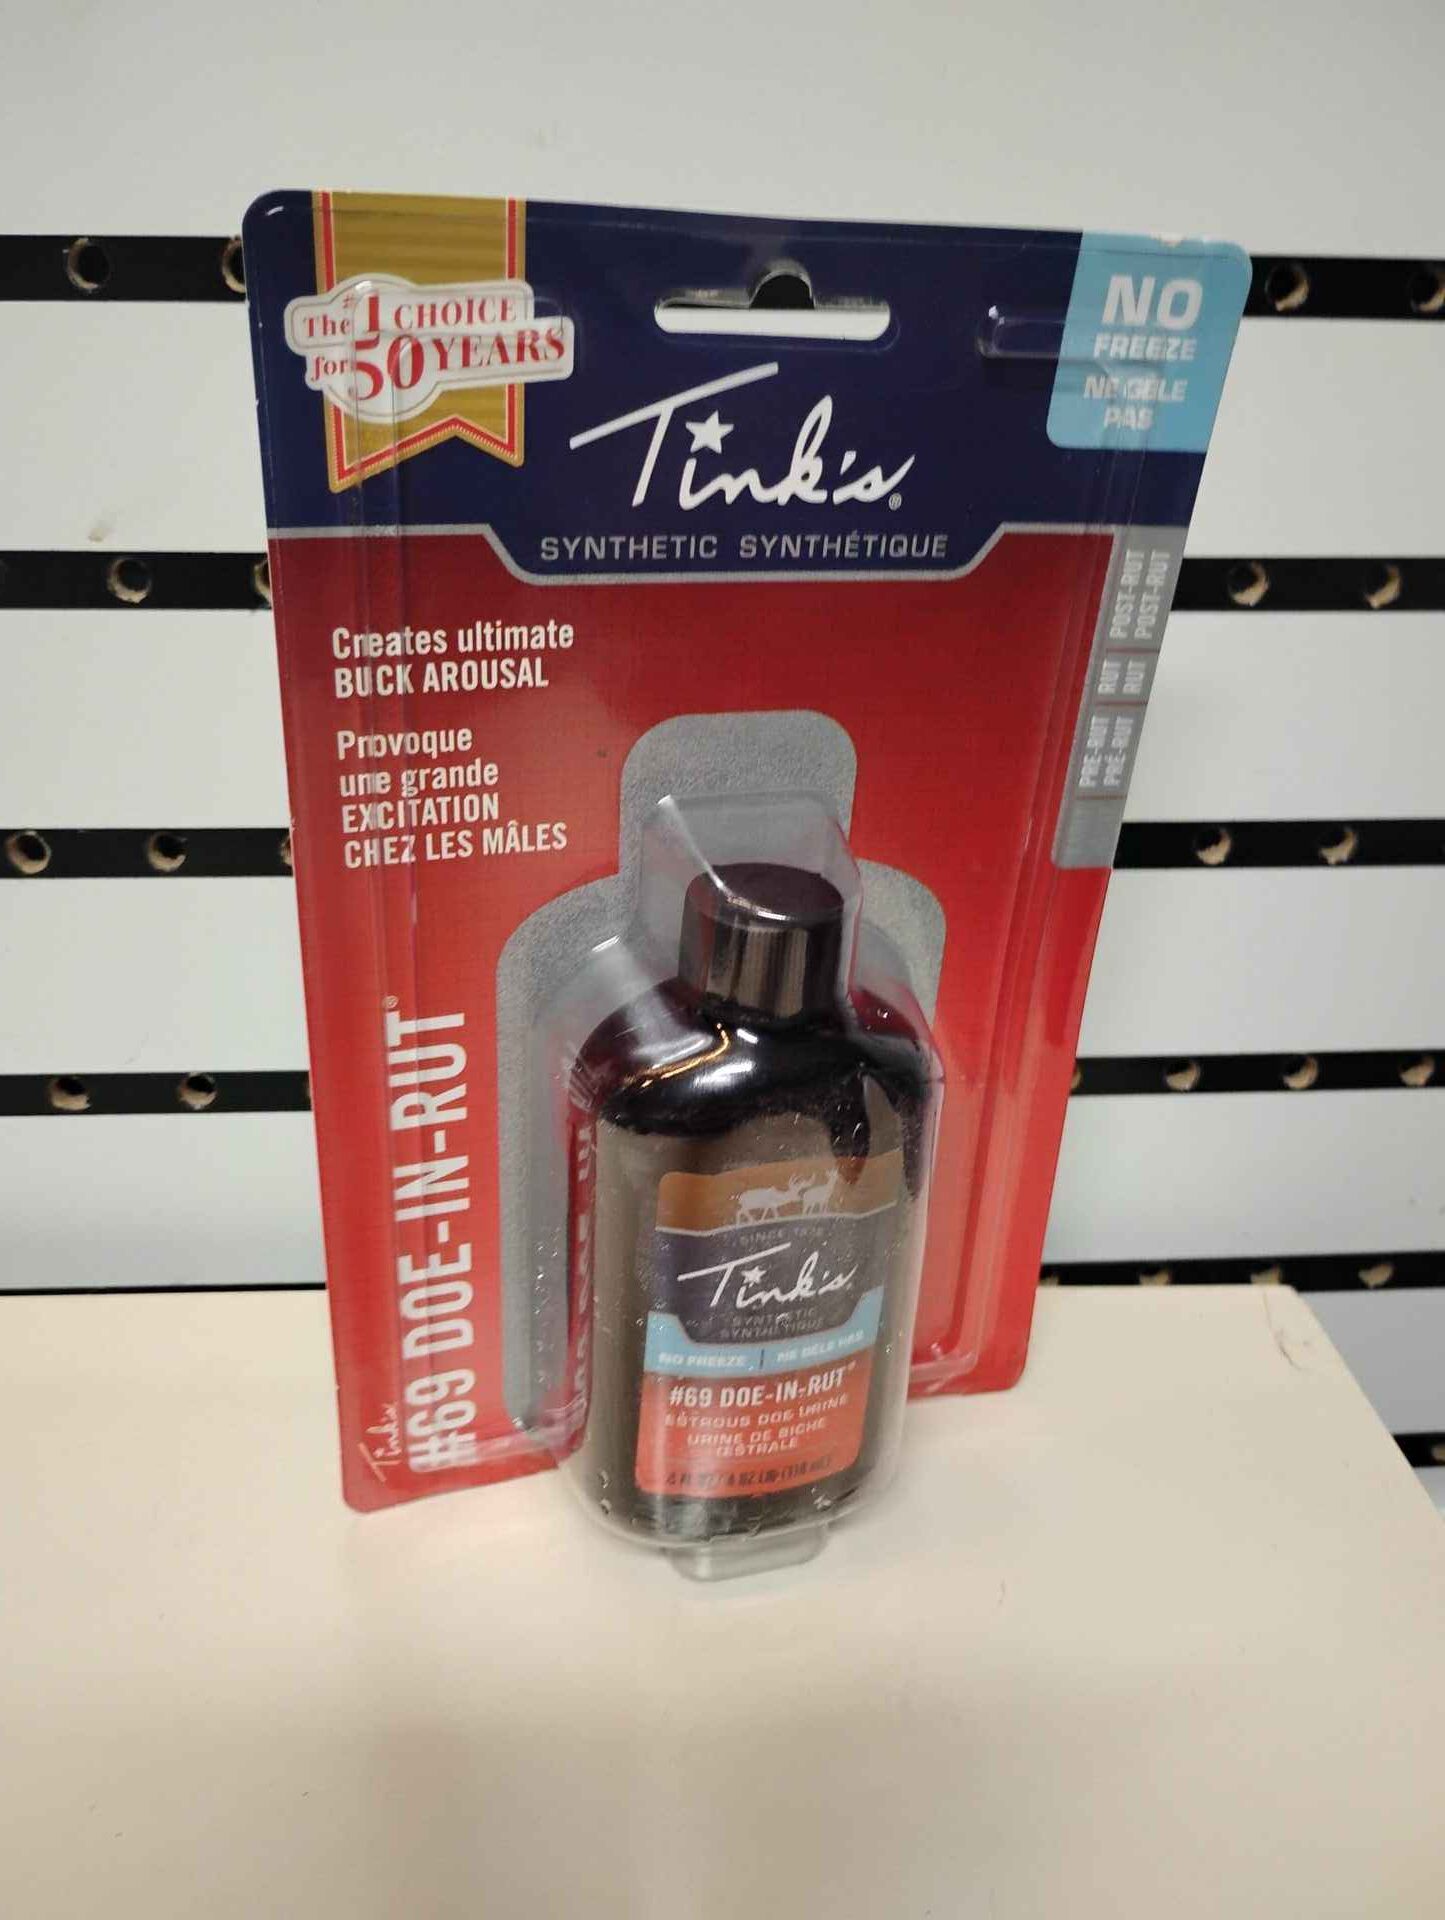 The #1 CHOICE
for 50 YEARS
NO
FREEZE
NE GÈLE
PAS
Tink's®
SYNTHETIC SYNTHÉTIQUE
Creates ultimate
BUCK AROUSAL
Provoque
une grande
EXCITATION
CHEZ LES MÂLES
PRE-RUT RUT POST-RUT
PRÉ-RUT RUT POST-RUT
Tink's
#69 DOE-IN-RUT®
SINCE
Tink's
SYNTHETIC
SYNTHÉTIQUE
NO FREEZE | NE GÈLE PAS
#69 DOE-IN-RUT®
ESTROUS DOE URINE
URINE DE BICHE
ŒSTRALE